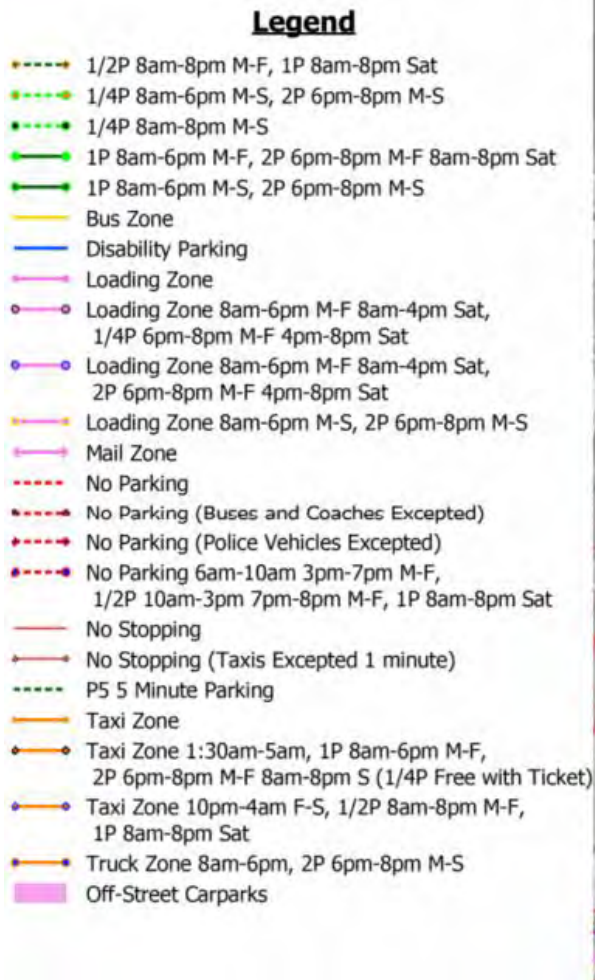 Legend
1/2P 8am-8pm M-F, 1P 8am-8pm Sat
1/4P 8am-6pm M-S, 2P 6pm-8pm M-S
1/4P 8am-8pm M-S
1P 8am-6pm M-F, 2P 6pm-8pm M-F 8am-8pm Sat
1P 8am-6pm M-S, 2P 6pm-8pm M-S
Bus Zone
Disability Parking
Loading Zone
Loading Zone 8am-6pm M-F 8am-4pm Sat,
1/4P 6pm-8pm M-F 4pm-8pm Sat
Loading Zone 8am-6pm M-F 8am-4pm Sat,
2P 6pm-8pm M-F 4pm-8pm Sat
Loading Zone 8am-6pm M-S, 2P 6pm-8pm M-S
Mail Zone
No Parking
No Parking (Buses and Coaches Excepted)
No Parking (Police Vehicles Excepted)
No Parking 6am-10am 3pm-7pm M-F,
1/2P 10am-3pm 7pm-8pm M-F, 1P 8am-8pm Sat
No Stopping
No Stopping (Taxis Excepted 1 minute)
P5 5 Minute Parking
Taxi Zone
Taxi Zone 1:30am-5am, 1P 8am-6pm M-F,
2P 6pm-8pm M-F 8am-8pm S (1/4P Free with Ticket)
Taxi Zone 10pm-4am F-S, 1/2P 8am-8pm M-F,
1P 8am-8pm Sat
Truck Zone 8am-6pm, 2P 6pm-8pm M-S
Off-Street Carparks